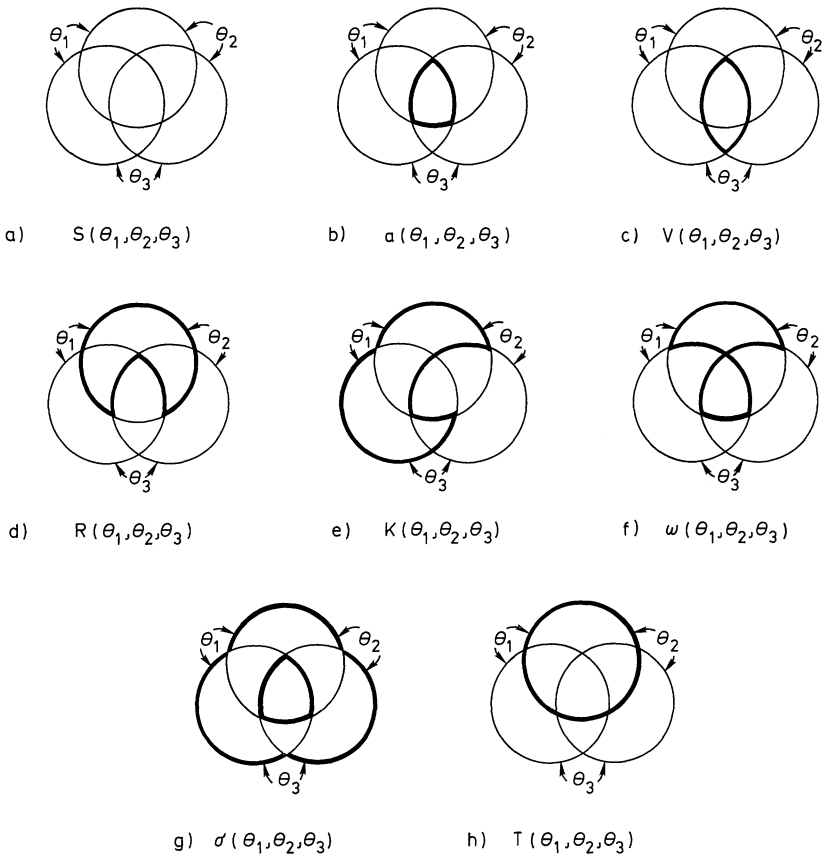 θ1 θ2 θ1 θ2 θ1 θ2
θ3 θ3 θ3
a) S(θ1,θ2,θ3) b) a(θ1,θ2,θ3) c) V(θ1,θ2,θ3)
θ1 θ2 θ1 θ2 θ1 θ2
θ3 θ3 θ3
d) R(θ1,θ2,θ3) e) K(θ1,θ2,θ3) f) ω(θ1,θ2,θ3)
θ1 θ2 θ1 θ2
θ3 θ3
g) σ(θ1,θ2,θ3) h) T(θ1,θ2,θ3)